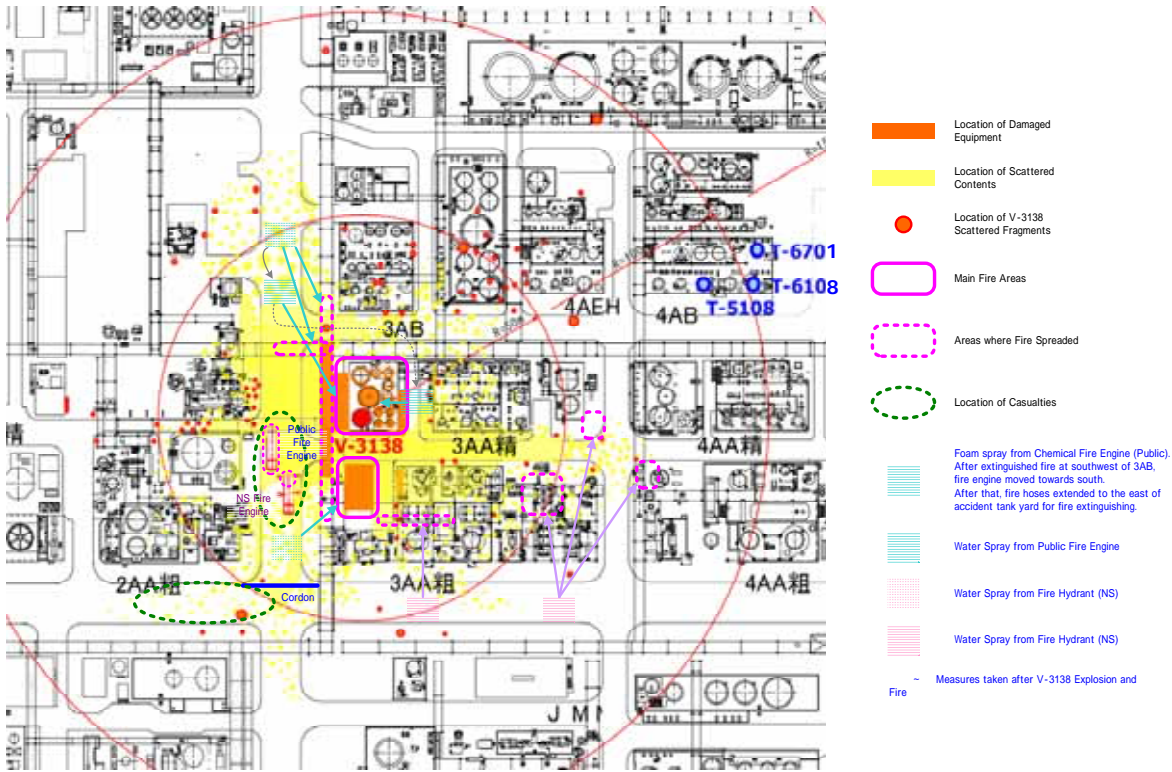 T-6701
T-6108
T-5108
4AEH
4AB
3AB
R=50m
Public
Fire
Engine
V-3138
3AA精
4AA精
精
NS Fire
Engine
2AA粗
3AA粗
4AA粗
Cordon
Location of Damaged
Equipment
Location of Scattered
Contents
Location of V-3138
Scattered Fragments
Main Fire Areas
Areas where Fire Spreaded
Location of Casualties
Foam spray from Chemical Fire Engine (Public).
After extinguished fire at southwest of 3AB,
fire engine moved towards south.
After that, fire hoses extended to the east of
accident tank yard for fire extinguishing.
Water Spray from Public Fire Engine
Water Spray from Fire Hydrant (NS)
Water Spray from Fire Hydrant (NS)
~ Measures taken after V-3138 Explosion and
Fire